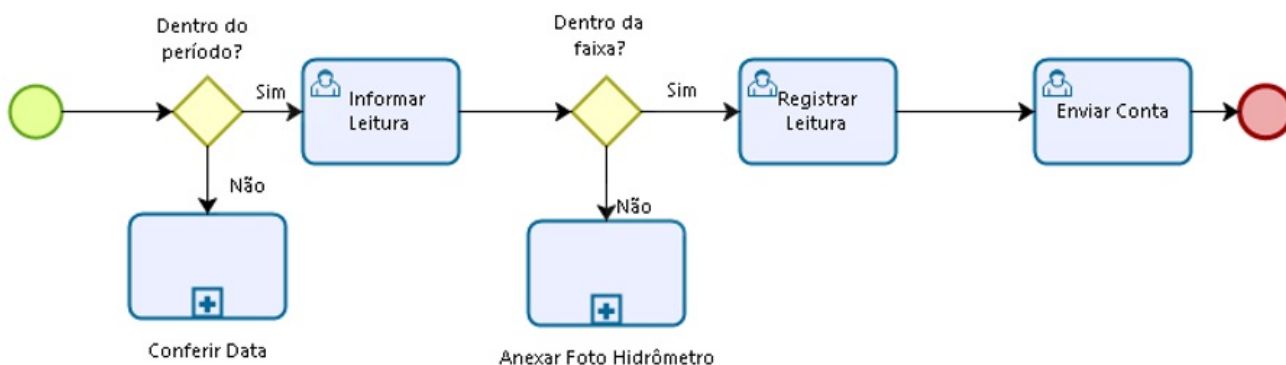 Dentro do
período?
Sim
Informar
Leitura
Dentro da
faixa?
Sim
Registrar
Leitura
Enviar Conta
Não
Conferir Data
Não
Anexar Foto Hidrômetro